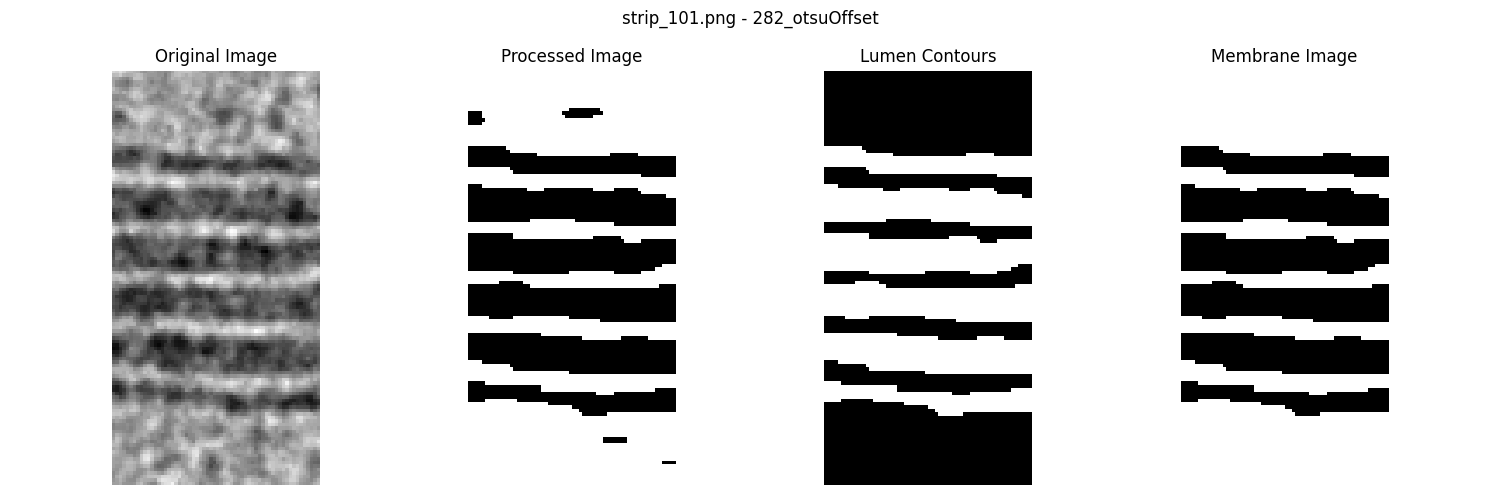 strip_101.png - 282_otsuOffset
Original Image
Processed Image
Lumen Contours
Membrane Image